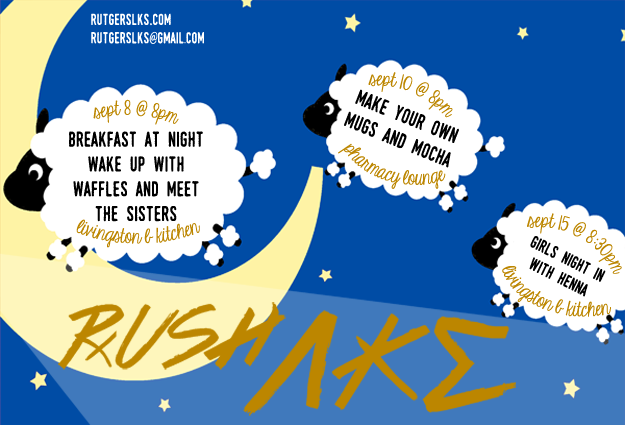 RUTGERSLKS.COM
RUTGERSLKS@GMAIL.COM
sept 8 @ 8pm
BREAKFAST AT NIGHT
WAKE UP WITH
WAFFLES AND MEET
THE SISTERS
livingston b kitchen
sept 10 @ 8pm
MAKE YOUR OWN
MUGS AND MOCHA
pharmacy lounge
sept 15 @ 8:30pm
GIRLS NIGHT IN
WITH HENNA
livingston b kitchen
RUSH ΛΚΣ